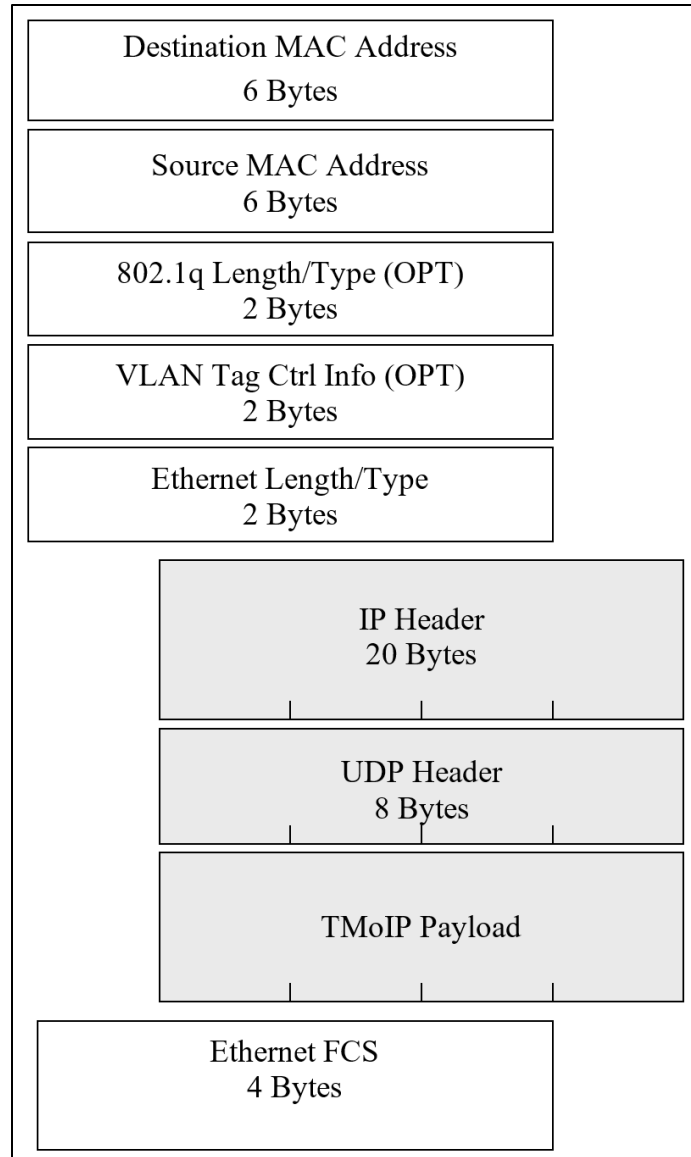 Destination MAC Address
6 Bytes
Source MAC Address
6 Bytes
802.1q Length/Type (OPT)
2 Bytes
VLAN Tag Ctrl Info (OPT)
2 Bytes
Ethernet Length/Type
2 Bytes
IP Header
20 Bytes
UDP Header
8 Bytes
TMoIP Payload
Ethernet FCS
4 Bytes